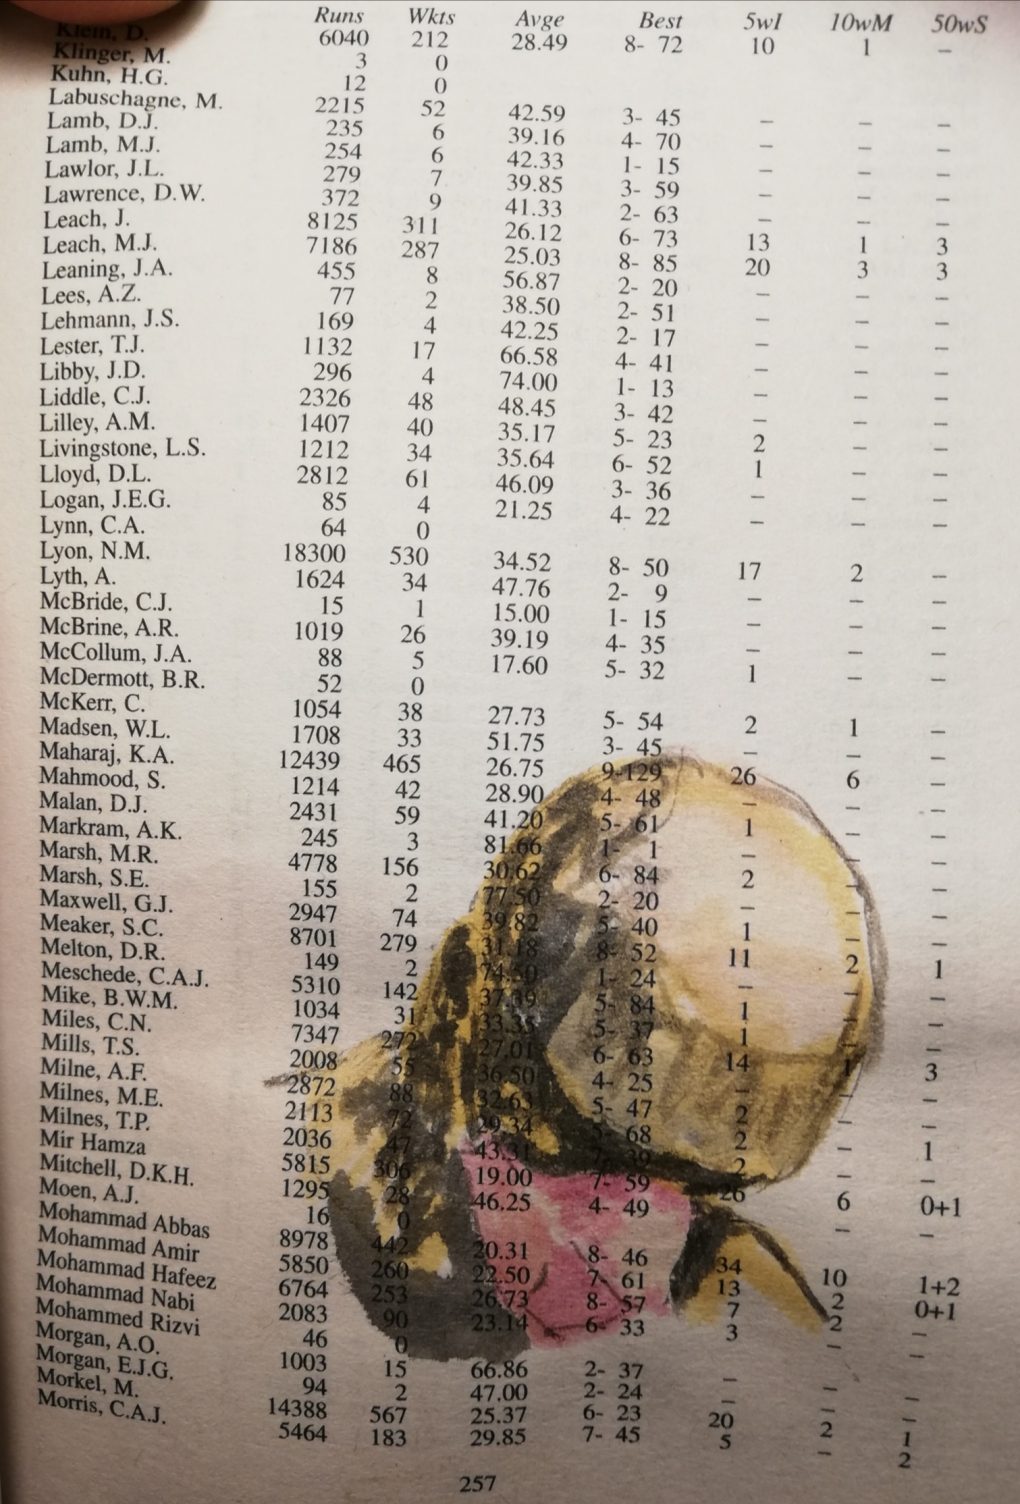 Runs Wkts Avge Best 5wI 10wM 50wS
Klein, D. 6040 212 28.49 8- 72 10 1 –
Klinger, M. 3 0
Kuhn, H.G. 12 0
Labuschagne, M. 2215 52 42.59 3- 45 – – –
Lamb, D.J. 235 6 39.16 4- 70 – – –
Lamb, M.J. 254 6 42.33 1- 15 – – –
Lawlor, J.L. 279 7 39.85 3- 59 – – –
Lawrence, D.W. 372 9 41.33 2- 63 – – –
Leach, J. 8125 311 26.12 6- 73 13 1 3
Leach, M.J. 7186 287 25.03 8- 85 20 3 3
Leaning, J.A. 455 8 56.87 2- 20 – – –
Lees, A.Z. 77 2 38.50 2- 51 – – –
Lehmann, J.S. 169 4 42.25 2- 17 – – –
Lester, T.J. 1132 17 66.58 4- 41 – – –
Libby, J.D. 296 4 74.00 1- 13 – – –
Liddle, C.J. 2326 48 48.45 3- 42 – – –
Lilley, A.M. 1407 40 35.17 5- 23 2 – –
Livingstone, L.S. 1212 34 35.64 6- 52 1 – –
Lloyd, D.L. 2812 61 46.09 3- 36 – – –
Logan, J.E.G. 85 4 21.25 4- 22 – – –
Lynn, C.A. 64 0
Lyon, N.M. 18300 530 34.52 8- 50 17 2 –
Lyth, A. 1624 34 47.76 2- 9 – – –
McBride, C.J. 15 1 15.00 1- 15 – – –
McBrine, A.R. 1019 26 39.19 4- 35 – – –
McCollum, J.A. 88 5 17.60 5- 32 1 – –
McDermott, B.R. 52 0
McKerr, C. 1054 38 27.73 5- 54 2 1 –
Madsen, W.L. 1708 33 51.75 3- 45 – – –
Maharaj, K.A. 12439 465 26.75 9-129 26 6 –
Mahmood, S. 1214 42 28.90 4- 48 – – –
Malan, D.J. 2431 59 41.20 5- 61 1 – –
Markram, A.K. 245 3 81.66 1- 1 – – –
Marsh, M.R. 4778 156 30.62 6- 84 2 – –
Marsh, S.E. 155 2 77.50 2- 20 – – –
Maxwell, G.J. 2947 74 39.82 5- 40 1 – –
Meaker, S.C. 8701 279 31.18 8- 52 11 2 1
Melton, D.R. 149 2 74.50 1- 24 – – –
Meschede, C.A.J. 5310 142 37.39 5- 84 1 – –
Mike, B.W.M. 1034 31 33.35 5- 37 1 – –
Miles, C.N. 7347 272 27.01 6- 63 14 1 3
Mills, T.S. 2008 55 36.50 4- 25 – – –
Milne, A.F. 2872 88 32.63 5- 47 2 – –
Milnes, M.E. 2113 72 29.34 5- 68 2 – 1
Milnes, T.P. 2036 47 43.31 7- 39 2 – –
Mir Hamza 5815 306 19.00 7- 59 26 6 0+1
Mitchell, D.K.H. 1295 28 46.25 4- 49 – – –
Moen, A.J. 16 0
Mohammad Abbas 8978 442 20.31 8- 46 34 10 1+2
Mohammad Amir 5850 260 22.50 7- 61 13 2 0+1
Mohammad Hafeez 6764 253 26.73 8- 57 7 2 –
Mohammad Nabi 2083 90 23.14 6- 33 3 – –
Mohammed Rizvi 46 0
Morgan, A.O. 1003 15 66.86 2- 37 – – –
Morgan, E.J.G. 94 2 47.00 2- 24 – – –
Morkel, M. 14388 567 25.37 6- 23 20 2 1
Morris, C.A.J. 5464 183 29.85 7- 45 5 – 2
257